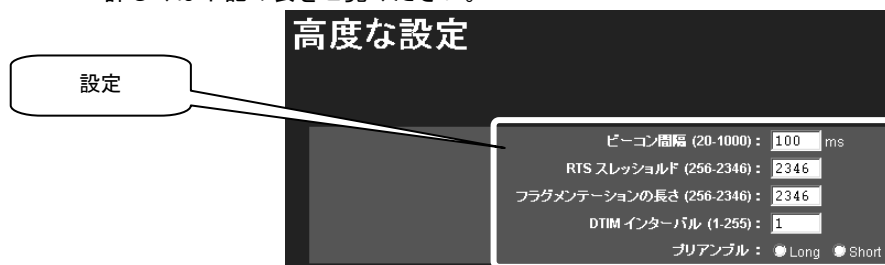 高度な設定
設定
ビーコン間隔 (20-1000) : 100 ms
RTS スレッショルド (256-2346) : 2346
フラグメンテーションの長さ (256-2346) : 2346
DTIM インターバル (1-255) : 1
プリアンブル : Long Short